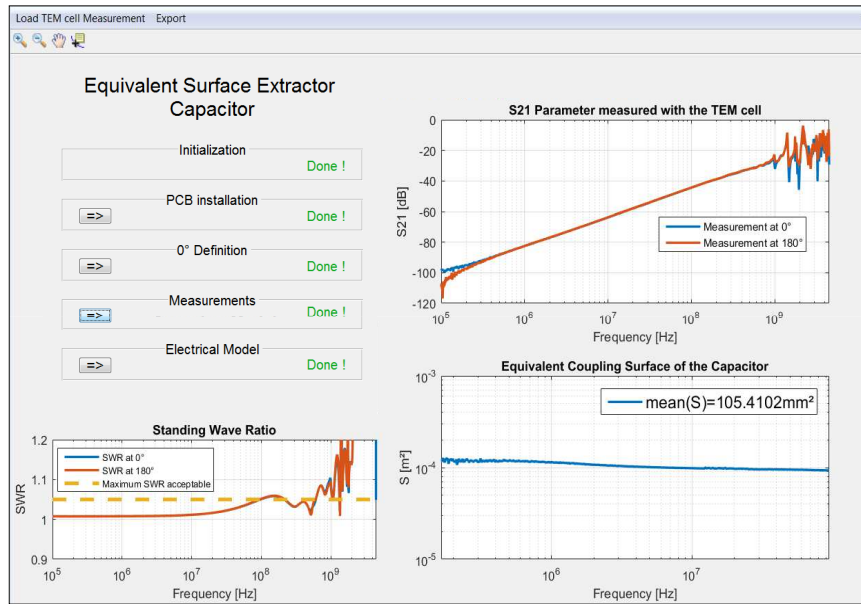 Load TEM cell Measurement Export
Equivalent Surface Extractor
Capacitor
Initialization
Done !
PCB installation
=> Done !
0° Definition
=> Done !
Measurements
=> Done !
Electrical Model
=> Done !
S21 Parameter measured with the TEM cell
S21 [dB]
0
-20
-40
-60
-80
-100
-120
Measurement at 0°
Measurement at 180°
10^5 10^6 10^7 10^8 10^9
Frequency [Hz]
Standing Wave Ratio
SWR
1.2
1.1
1
0.9
SWR at 0°
SWR at 180°
Maximum SWR acceptable
10^5 10^6 10^7 10^8 10^9
Frequency [Hz]
Equivalent Coupling Surface of the Capacitor
S [m²]
10^-3
10^-4
10^-5
mean(S)=105.4102mm²
10^6 10^7
Frequency [Hz]